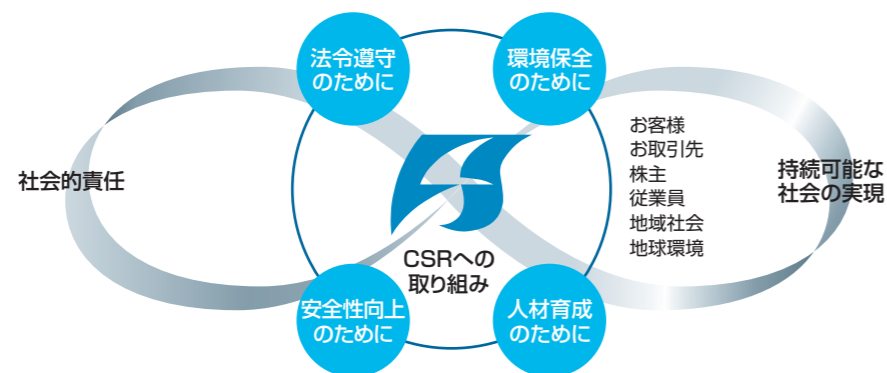 法令遵守
のために
環境保全
のために
社会的責任
お客様
お取引先
株主
従業員
地域社会
地球環境
持続可能な
社会の実現
CSRへの
取り組み
安全性向上
のために
人材育成
のために